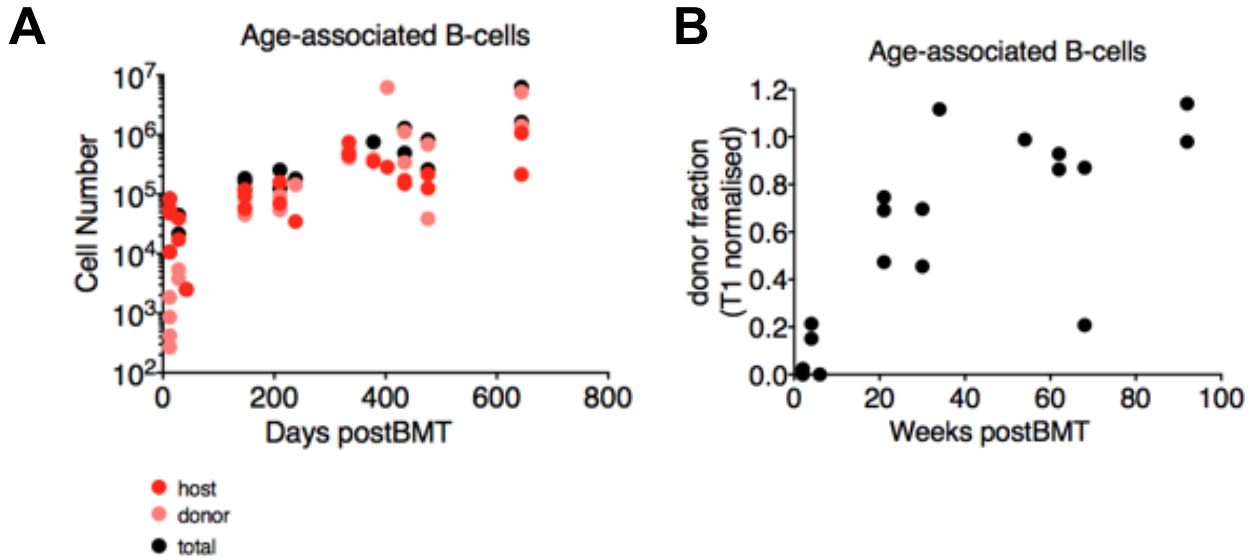 A
Age-associated B-cells
Cell Number
10^7
10^6
10^5
10^4
10^3
10^2
0
200
400
600
800
Days postBMT
host
donor
total
B
Age-associated B-cells
donor fraction
(T1 normalised)
1.2
1.0
0.8
0.6
0.4
0.2
0.0
0
20
40
60
80
100
Weeks postBMT